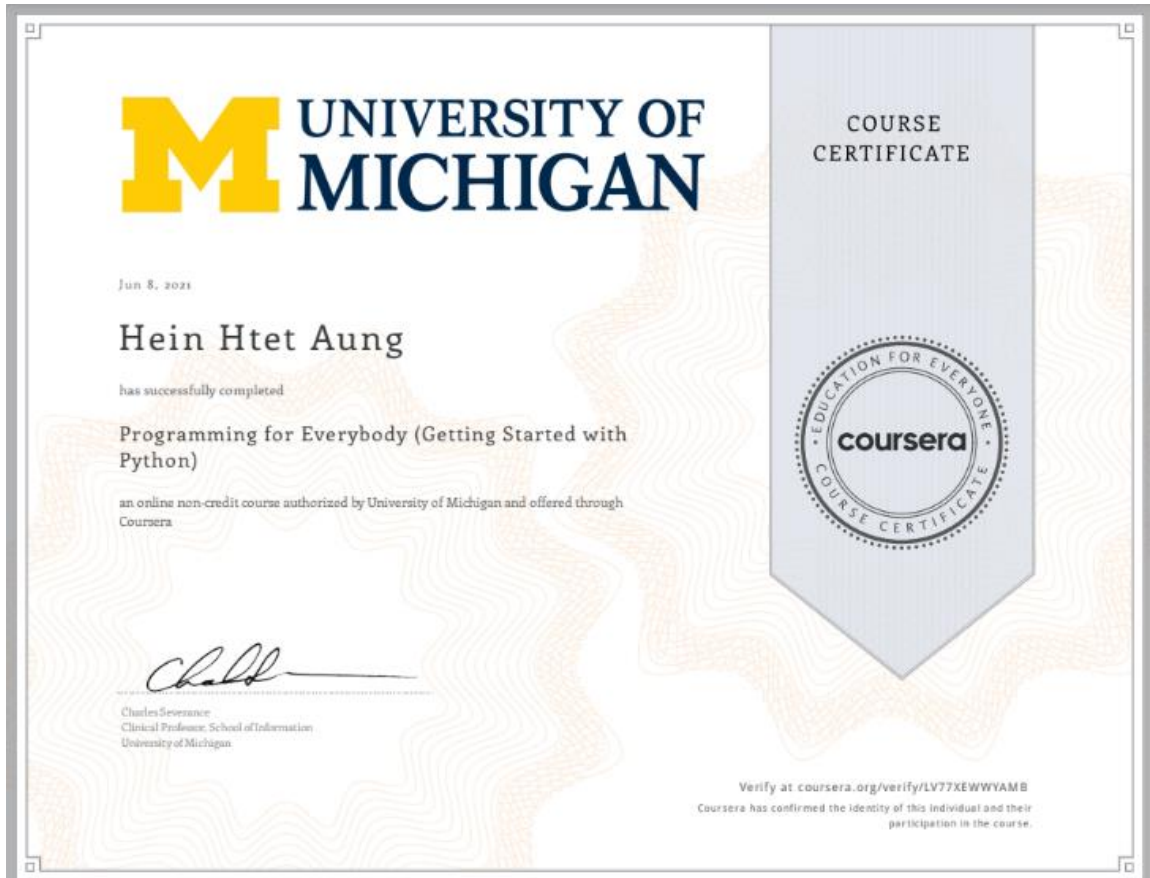 M
UNIVERSITY OF
MICHIGAN
COURSE
CERTIFICATE
Jun 8, 2021
Hein Htet Aung
has successfully completed
Programming for Everybody (Getting Started with
Python)
an online non-credit course authorized by University of Michigan and offered through
Coursera
EDUCATION FOR EVERYONE
coursera
COURSE CERTIFICATE
Charles Severance
Clinical Professor, School of Information
University of Michigan
Verify at coursera.org/verify/LV77XEWWYAMB
Coursera has confirmed the identity of this individual and their
participation in the course.